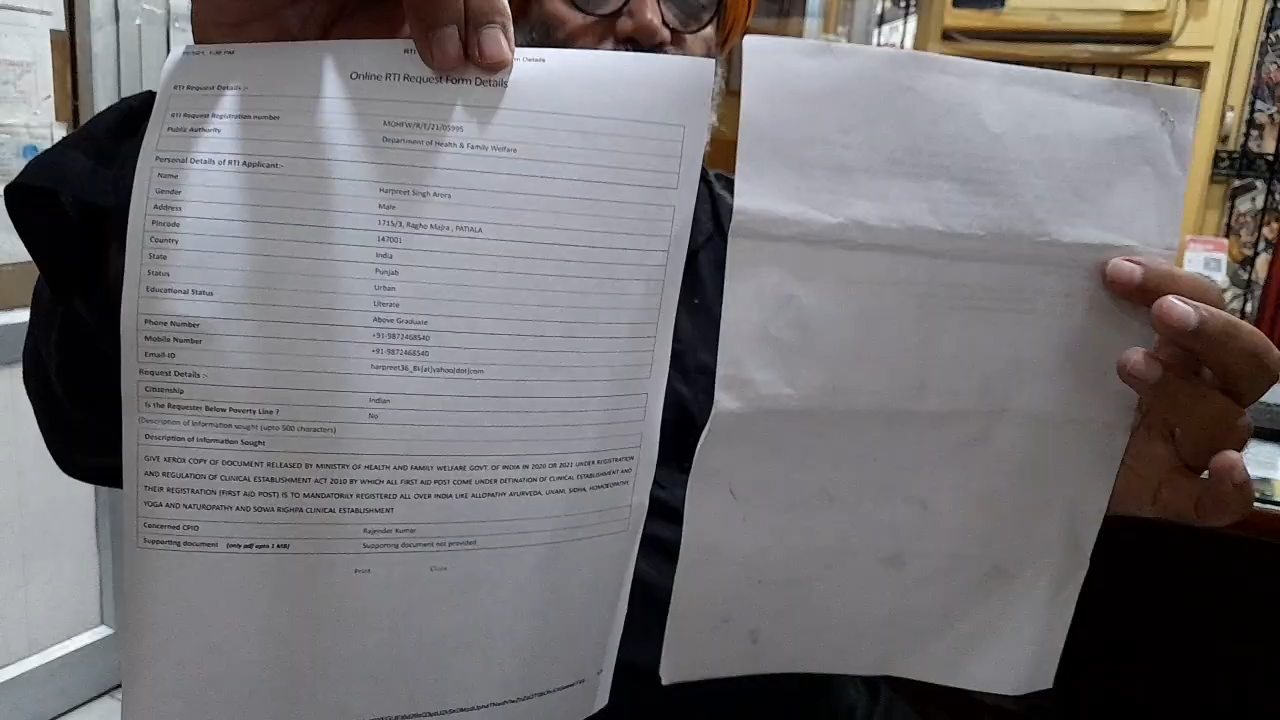 Online RTI Request Form Details
RTI Request Details :-
RTI Request Registration number MOHFW/R/T/21/05995
Public Authority Department of Health & Family Welfare
Personal Details of RTI Applicant:-
Name Harpreet Singh Arora
Gender Male
Address 1715/3, Ragho Majra , PATIALA
Pincode 147001
Country India
State Punjab
Status Urban
Educational Status Literate
Above Graduate
Phone Number +91-9872468540
Mobile Number +91-9872468540
Email-ID harpreet36_8k[at]yahoo[dot]com
Request Details :-
Citizenship Indian
Is the Requester Below Poverty Line ? No
(Description of Information sought (upto 500 characters)
Description of Information Sought
GIVE XEROX COPY OF DOCUMENT RELEASED BY MINISTRY OF HEALTH AND FAMILY WELFARE GOVT. OF INDIA IN 2020 OR 2021 UNDER REGISTRATION
AND REGULATION OF CLINICAL ESTABLISHMENT ACT 2010 BY WHICH ALL FIRST AID POST COME UNDER DETINATION OF CLINICAL ESTABLISHMENT AND
THEIR REGISTRATION (FIRST AID POST) IS TO MANDATORILY REGISTERED ALL OVER INDIA LIKE ALLOPATHY AYURVEDA, UNANI, SIDHA, HOMOEOPATHY,
YOGA AND NATUROPATHY AND SOWA RIGHPA CLINICAL ESTABLISHMENT
Concerned CPIO Rajender Kumar
Supporting document (only pdf upto 1 MB) Supporting document not provided
Print Close